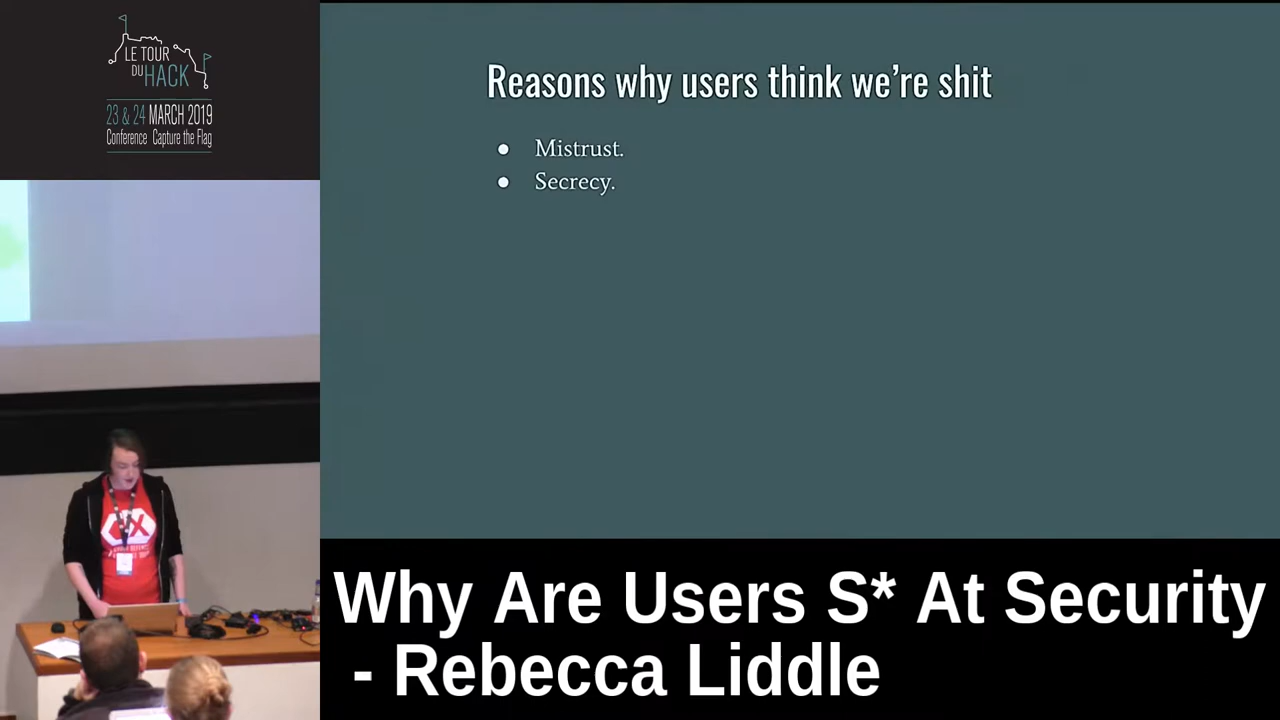 LE TOUR
DU HACK
23 & 24 MARCH 2019
Conference Capture the Flag
Reasons why users think we're shit
● Mistrust.
● Secrecy.
Why Are Users S* At Security
- Rebecca Liddle